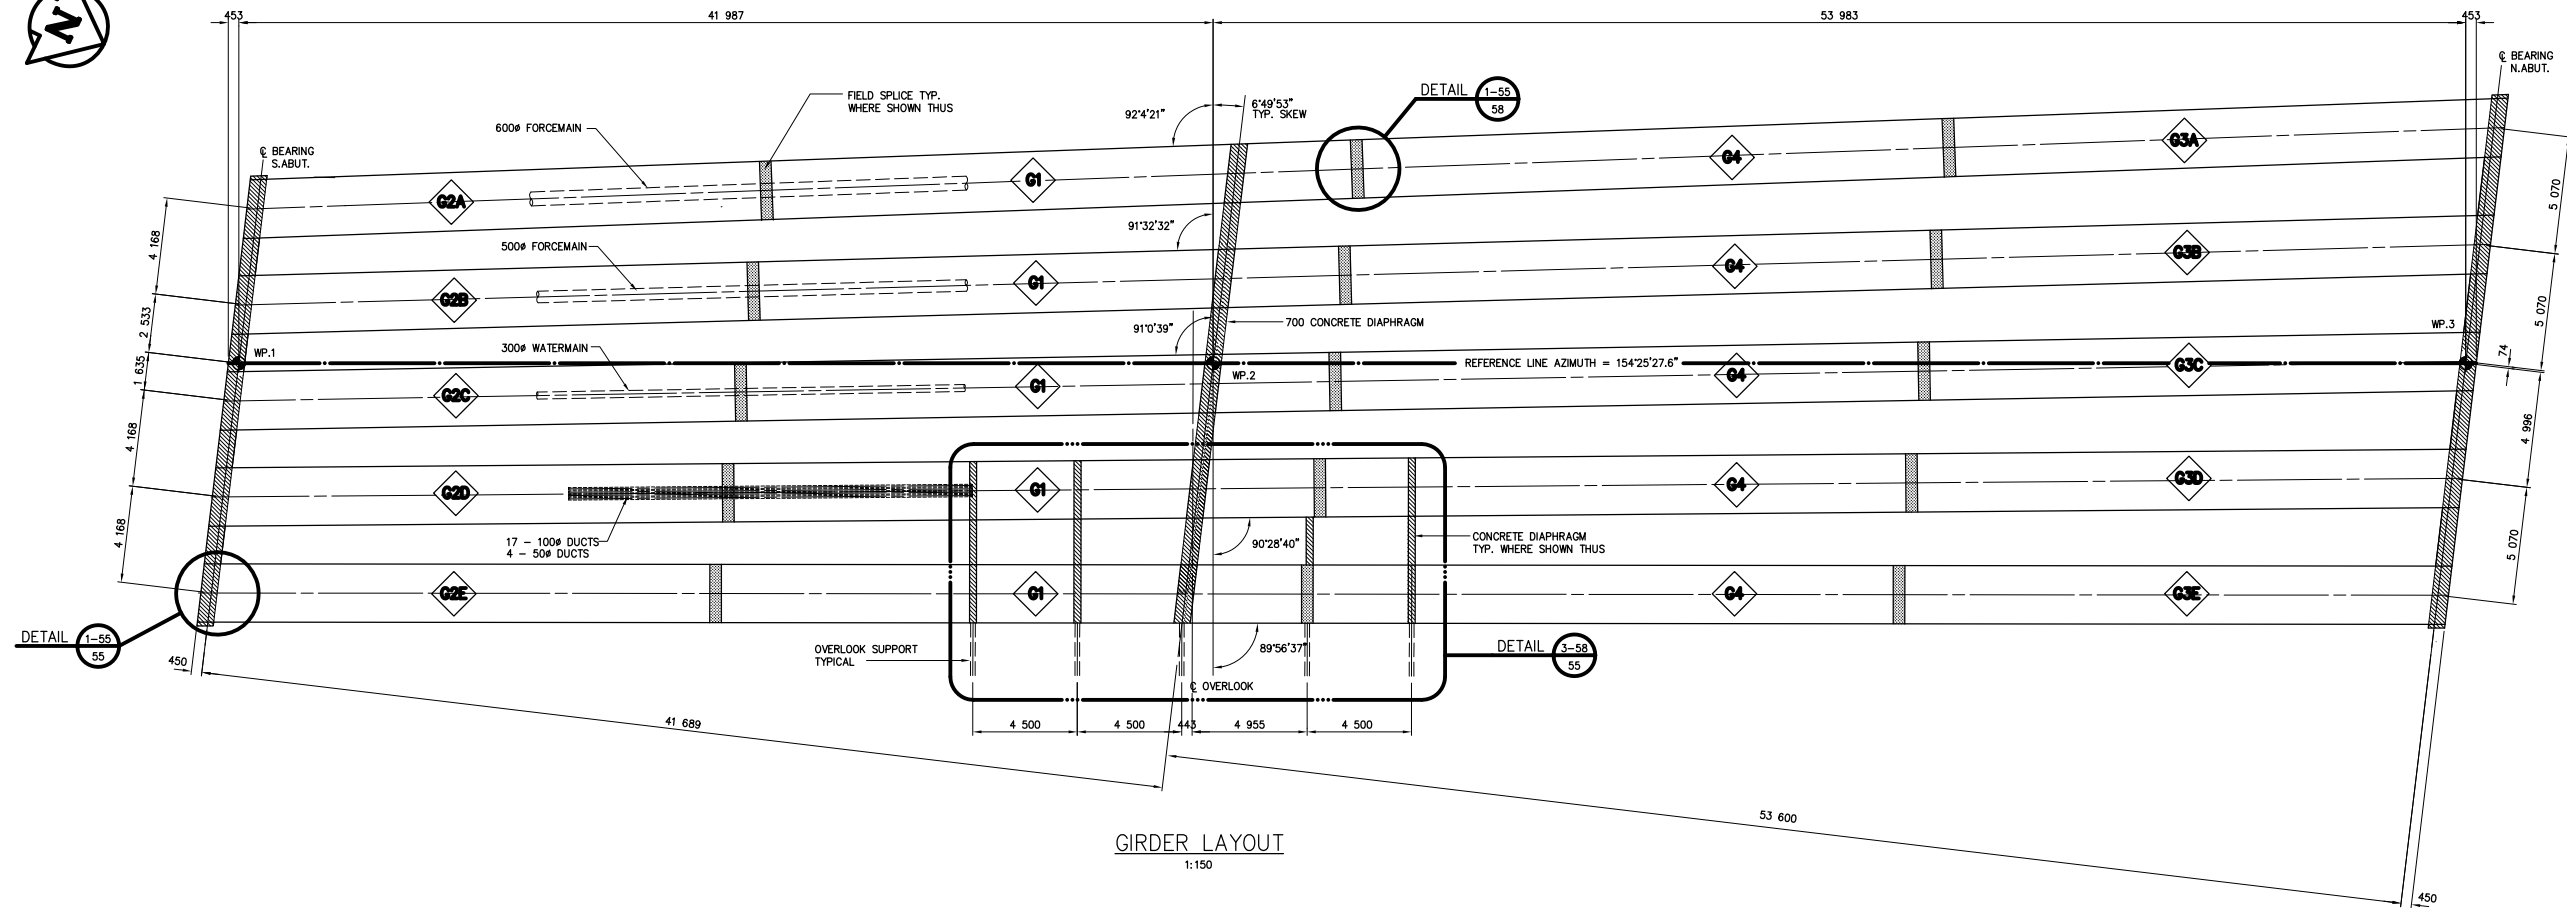 N
453
41 987
53 983
453
℄ BEARING
N.ABUT.
FIELD SPLICE TYP.
WHERE SHOWN THUS
600ø FORCEMAIN
92°4'21"
6°49'53"
TYP. SKEW
DETAIL
1-55
58
℄ BEARING
S.ABUT.
G2A
G1
G4
G3A
4 168
5 070
500ø FORCEMAIN
91°32'32"
G2B
G1
G4
G3B
2 533
5 070
91°0'39"
700 CONCRETE DIAPHRAGM
300ø WATERMAIN
WP.1
WP.3
1 635
REFERENCE LINE AZIMUTH = 154°25'27.6"
WP.2
74
G2C
G1
G4
G3C
4 168
4 996
G2D
G1
G4
G3D
17 - 100ø DUCTS
4 - 50ø DUCTS
90°28'40"
CONCRETE DIAPHRAGM
TYP. WHERE SHOWN THUS
4 168
5 070
G2E
G1
G4
G3E
DETAIL
1-55
55
450
OVERLOOK SUPPORT
TYPICAL
89°56'37"
DETAIL
3-58
55
℄ OVERLOOK
41 689
4 500
4 500
443
4 955
4 500
53 600
450
GIRDER LAYOUT
1:150